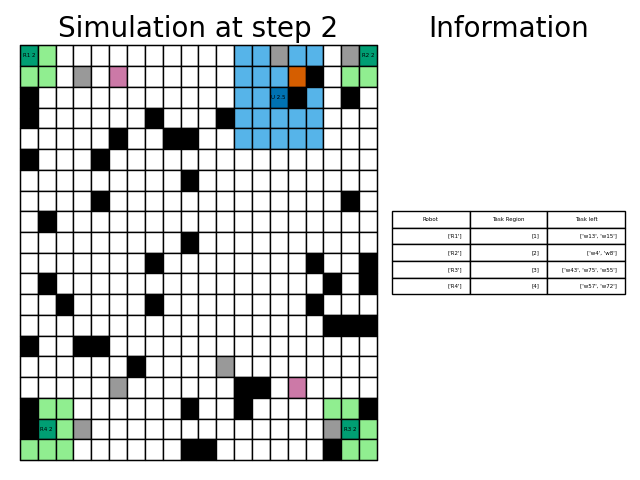 Simulation at step 2
Information
R1 2
R2 2
U 2.5
Robot Task Region Task left
['R1'] [1] ['w13', 'w15']
['R2'] [2] ['w4', 'w8']
['R3'] [3] ['w43', 'w75', 'w55']
['R4'] [4] ['w57', 'w72']
R4 2
R3 2